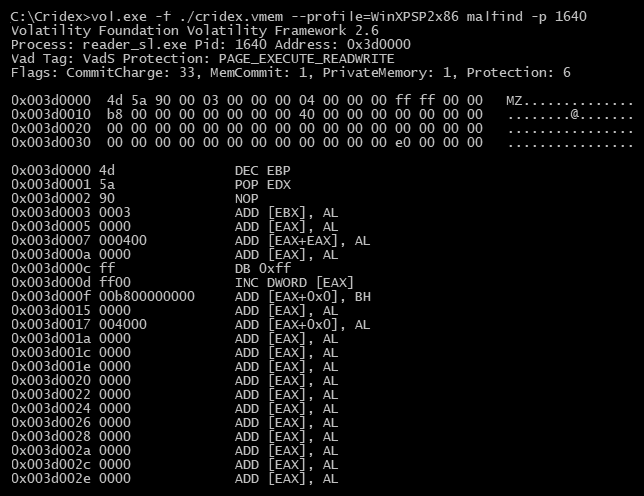 C:\Cridex>vol.exe -f ./cridex.vmem --profile=WinXPSP2x86 malfind -p 1640
Volatility Foundation Volatility Framework 2.6
Process: reader_sl.exe Pid: 1640 Address: 0x3d0000
Vad Tag: VadS Protection: PAGE_EXECUTE_READWRITE
Flags: CommitCharge: 33, MemCommit: 1, PrivateMemory: 1, Protection: 6

0x003d0000  4d 5a 90 00 03 00 00 00 04 00 00 00 ff ff 00 00   MZ..............
0x003d0010  b8 00 00 00 00 00 00 00 40 00 00 00 00 00 00 00   ........@.......
0x003d0020  00 00 00 00 00 00 00 00 00 00 00 00 00 00 00 00   ................
0x003d0030  00 00 00 00 00 00 00 00 00 00 00 00 e0 00 00 00   ................

0x003d0000 4d               DEC EBP
0x003d0001 5a               POP EDX
0x003d0002 90               NOP
0x003d0003 0003             ADD [EBX], AL
0x003d0005 0000             ADD [EAX], AL
0x003d0007 000400           ADD [EAX+EAX], AL
0x003d000a 0000             ADD [EAX], AL
0x003d000c ff               DB 0xff
0x003d000d ff00             INC DWORD [EAX]
0x003d000f 00b800000000     ADD [EAX+0x0], BH
0x003d0015 0000             ADD [EAX], AL
0x003d0017 004000           ADD [EAX+0x0], AL
0x003d001a 0000             ADD [EAX], AL
0x003d001c 0000             ADD [EAX], AL
0x003d001e 0000             ADD [EAX], AL
0x003d0020 0000             ADD [EAX], AL
0x003d0022 0000             ADD [EAX], AL
0x003d0024 0000             ADD [EAX], AL
0x003d0026 0000             ADD [EAX], AL
0x003d0028 0000             ADD [EAX], AL
0x003d002a 0000             ADD [EAX], AL
0x003d002c 0000             ADD [EAX], AL
0x003d002e 0000             ADD [EAX], AL